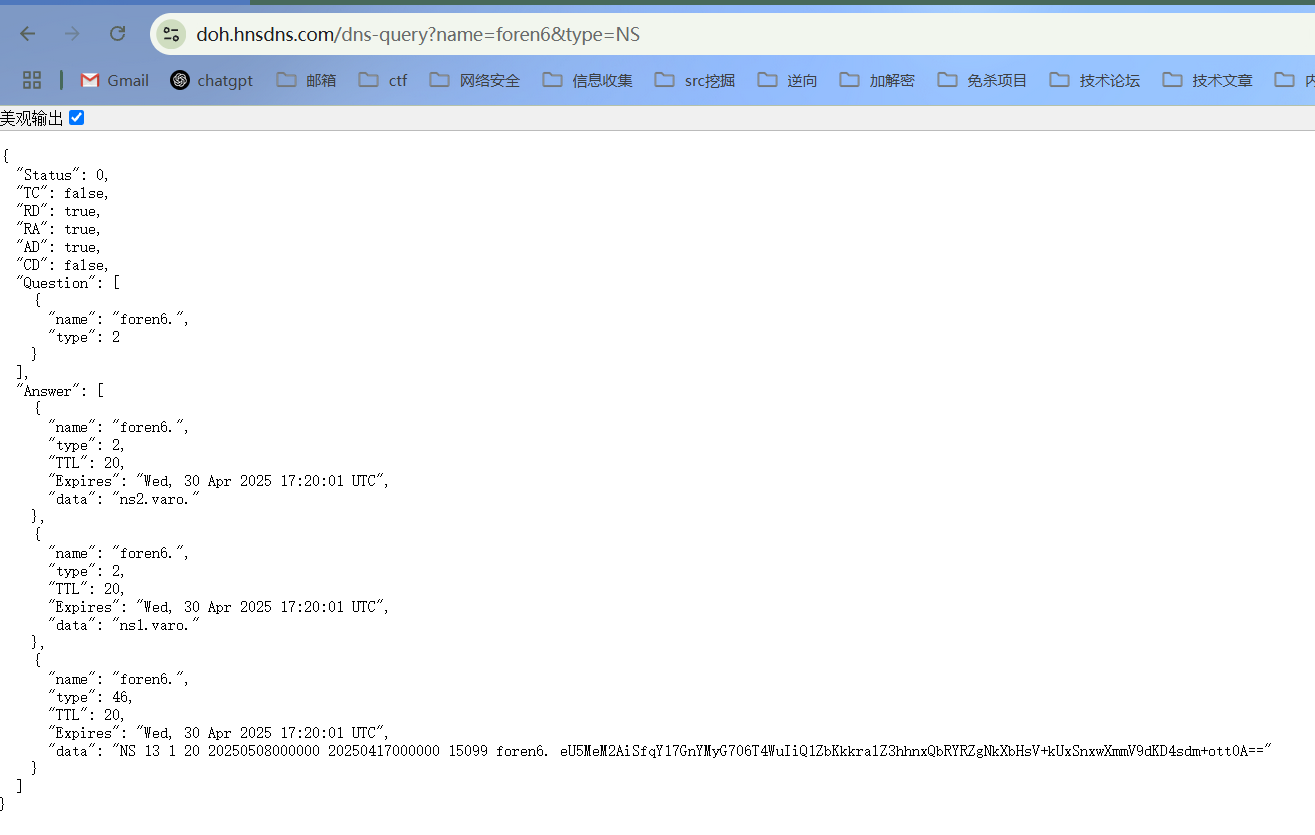 doh.hnsdns.com/dns-query?name=foren6&type=NS
Gmail chatgpt 邮箱 ctf 网络安全 信息收集 src挖掘 逆向 加解密 免杀项目 技术论坛 技术文章
美观输出
{
"Status": 0,
"TC": false,
"RD": true,
"RA": true,
"AD": true,
"CD": false,
"Question": [
{
"name": "foren6.",
"type": 2
}
],
"Answer": [
{
"name": "foren6.",
"type": 2,
"TTL": 20,
"Expires": "Wed, 30 Apr 2025 17:20:01 UTC",
"data": "ns2.varo."
},
{
"name": "foren6.",
"type": 2,
"TTL": 20,
"Expires": "Wed, 30 Apr 2025 17:20:01 UTC",
"data": "ns1.varo."
},
{
"name": "foren6.",
"type": 46,
"TTL": 20,
"Expires": "Wed, 30 Apr 2025 17:20:01 UTC",
"data": "NS 13 1 20 20250508000000 20250417000000 15099 foren6. eU5MeM2AiSfqY17GnYMyG706T4WuIiQ1ZbKkkra1Z3hhnxQbRYRZgNkXbHsV+kUxSnxwXmmV9dKD4sdm+ott0A=="
}
]
}